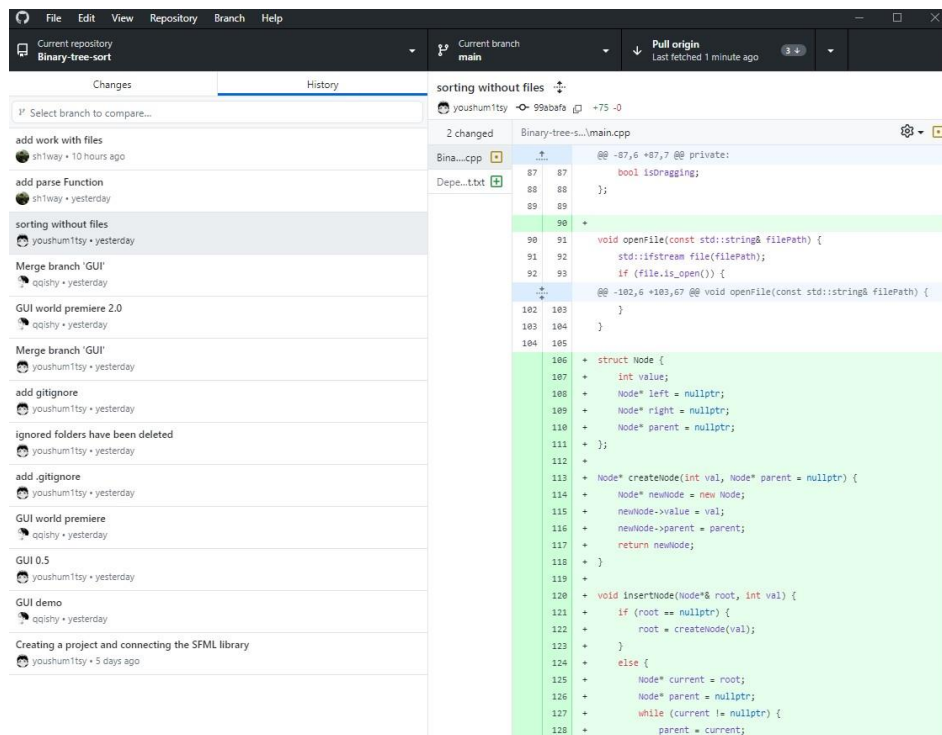 File Edit View Repository Branch Help
Current repository
Binary-tree-sort
Current branch
main
Pull origin
Last fetched 1 minute ago
3
Changes History
Select branch to compare...
add work with files
sh1way • 10 hours ago
add parse Function
sh1way • yesterday
sorting without files
youshum1tsy • yesterday
Merge branch 'GUI'
qqishy • yesterday
GUI world premiere 2.0
qqishy • yesterday
Merge branch 'GUI'
youshum1tsy • yesterday
add gitignore
youshum1tsy • yesterday
ignored folders have been deleted
youshum1tsy • yesterday
add .gitignore
youshum1tsy • yesterday
GUI world premiere
qqishy • yesterday
GUI 0.5
youshum1tsy • yesterday
GUI demo
qqishy • yesterday
Creating a project and connecting the SFML library
youshum1tsy • 5 days ago
sorting without files
youshum1tsy 99abafa +75 -0
2 changed
Bina....cpp
Depe...t.txt
Binary-tree-s...\main.cpp
@@ -87,6 +87,7 @@ private:
87 87 bool isDragging;
88 88 };
89 89
90 +
90 91 void openFile(const std::string& filePath) {
91 92 std::ifstream file(filePath);
92 93 if (file.is_open()) {
@@ -102,6 +103,67 @@ void openFile(const std::string& filePath) {
102 103 }
103 104 }
104 105
106 + struct Node {
107 + int value;
108 + Node* left = nullptr;
109 + Node* right = nullptr;
110 + Node* parent = nullptr;
111 + };
112 +
113 + Node* createNode(int val, Node* parent = nullptr) {
114 + Node* newNode = new Node;
115 + newNode->value = val;
116 + newNode->parent = parent;
117 + return newNode;
118 + }
119 +
120 + void insertNode(Node*& root, int val) {
121 + if (root == nullptr) {
122 + root = createNode(val);
123 + }
124 + else {
125 + Node* current = root;
126 + Node* parent = nullptr;
127 + while (current != nullptr) {
128 + parent = current;